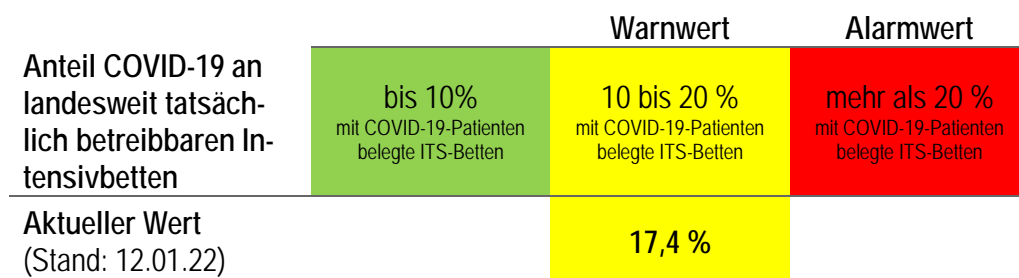 Warnwert Alarmwert
Anteil COVID-19 an
landesweit tatsäch-
lich betreibbaren In-
tensivbetten
bis 10%
mit COVID-19-Patienten
belegte ITS-Betten
10 bis 20 %
mit COVID-19-Patienten
belegte ITS-Betten
mehr als 20 %
mit COVID-19-Patienten
belegte ITS-Betten
Aktueller Wert
(Stand: 12.01.22)
17,4 %